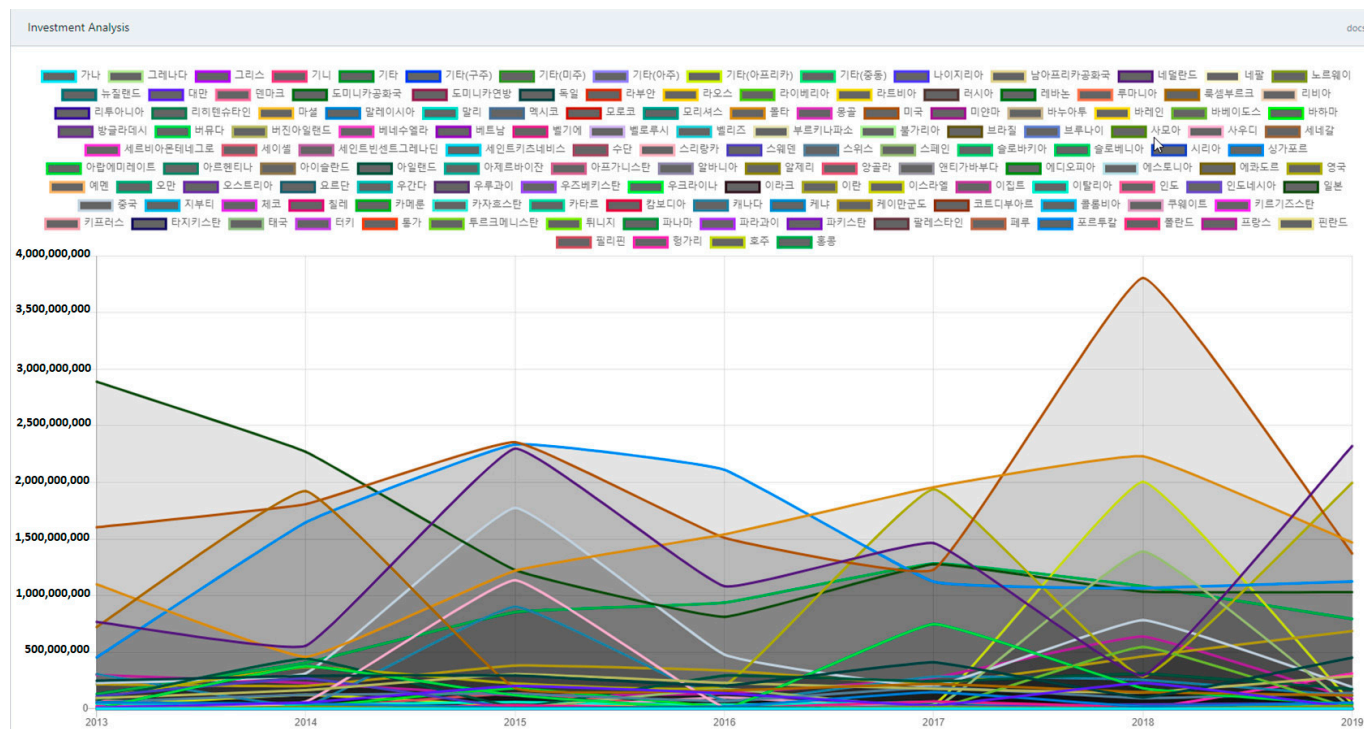 Investment Analysis
docs
가나 그레나다 그리스 기니 기타 기타(구주) 기타(미주) 기타(아주) 기타(아프리카) 기타(중동) 나이지리아 남아프리카공화국 네덜란드 네팔 노르웨이
뉴질랜드 대만 덴마크 도미니카공화국 도미니카연방 독일 라부안 라오스 라이베리아 라트비아 러시아 레바논 루마니아 룩셈부르크 리비아
리투아니아 리히텐슈타인 마셜 말레이시아 말리 멕시코 모로코 모리셔스 몰타 몽골 미국 미얀마 바누아투 바레인 바베이도스 바하마
방글라데시 버뮤다 버진아일랜드 베네수엘라 베트남 벨기에 벨로루시 벨리즈 부르키나파소 불가리아 브라질 브루나이 사모아 사우디 세네갈
세르비아몬테네그로 세이셸 세인트빈센트그레나딘 세인트키츠네비스 수단 스리랑카 스웨덴 스위스 스페인 슬로바키아 슬로베니아 시리아 싱가포르
아랍에미레이트 아르헨티나 아이슬란드 아일랜드 아제르바이잔 아프가니스탄 알바니아 알제리 앙골라 앤티가바부다 에디오피아 에스토니아 에콰도르 영국
예멘 오만 오스트리아 요르단 우간다 우루과이 우즈베키스탄 우크라이나 이라크 이란 이스라엘 이집트 이탈리아 인도 인도네시아 일본
중국 지부티 체코 칠레 카메룬 카자흐스탄 카타르 캄보디아 캐나다 케냐 케이만군도 코트디부아르 콜롬비아 쿠웨이트 키르기즈스탄
키프러스 타지키스탄 태국 터키 통가 투르크메니스탄 튀니지 파나마 파라과이 파키스탄 팔레스타인 페루 포르투칼 폴란드 프랑스 핀란드
필리핀 헝가리 호주 홍콩
4,000,000,000
3,500,000,000
3,000,000,000
2,500,000,000
2,000,000,000
1,500,000,000
1,000,000,000
500,000,000
0
2013 2014 2015 2016 2017 2018 2019